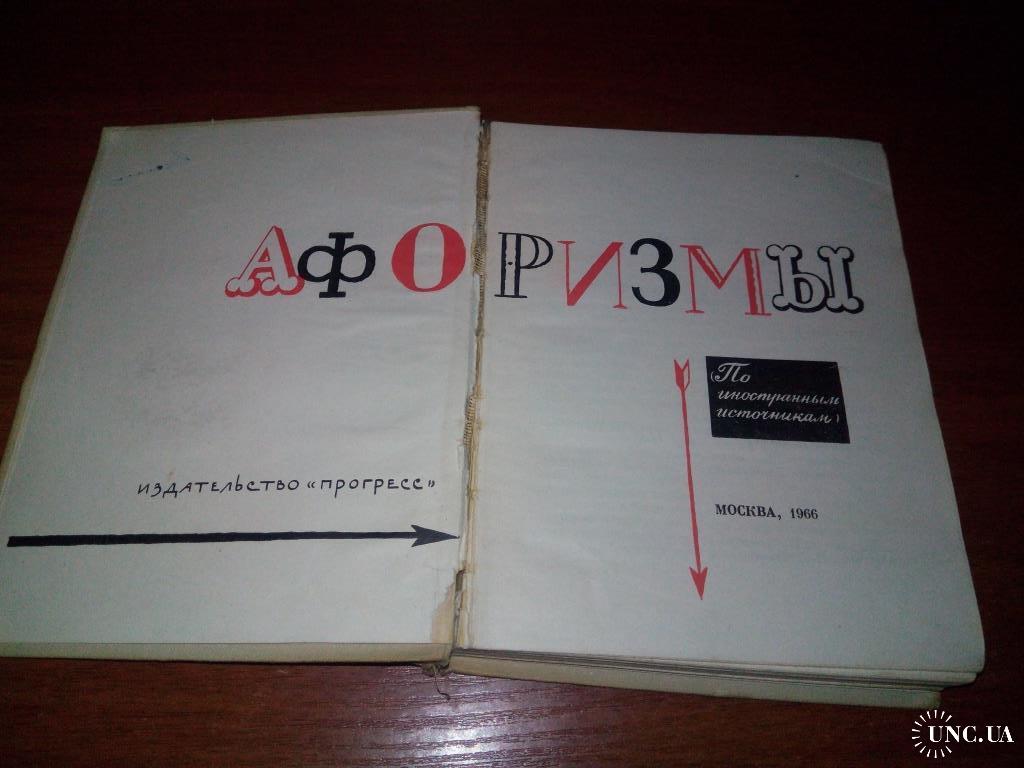 АФОРИЗМЫ
(По
иностранным
источникам)
ИЗДАТЕЛЬСТВО «ПРОГРЕСС»
МОСКВА, 1966
UNC.UA